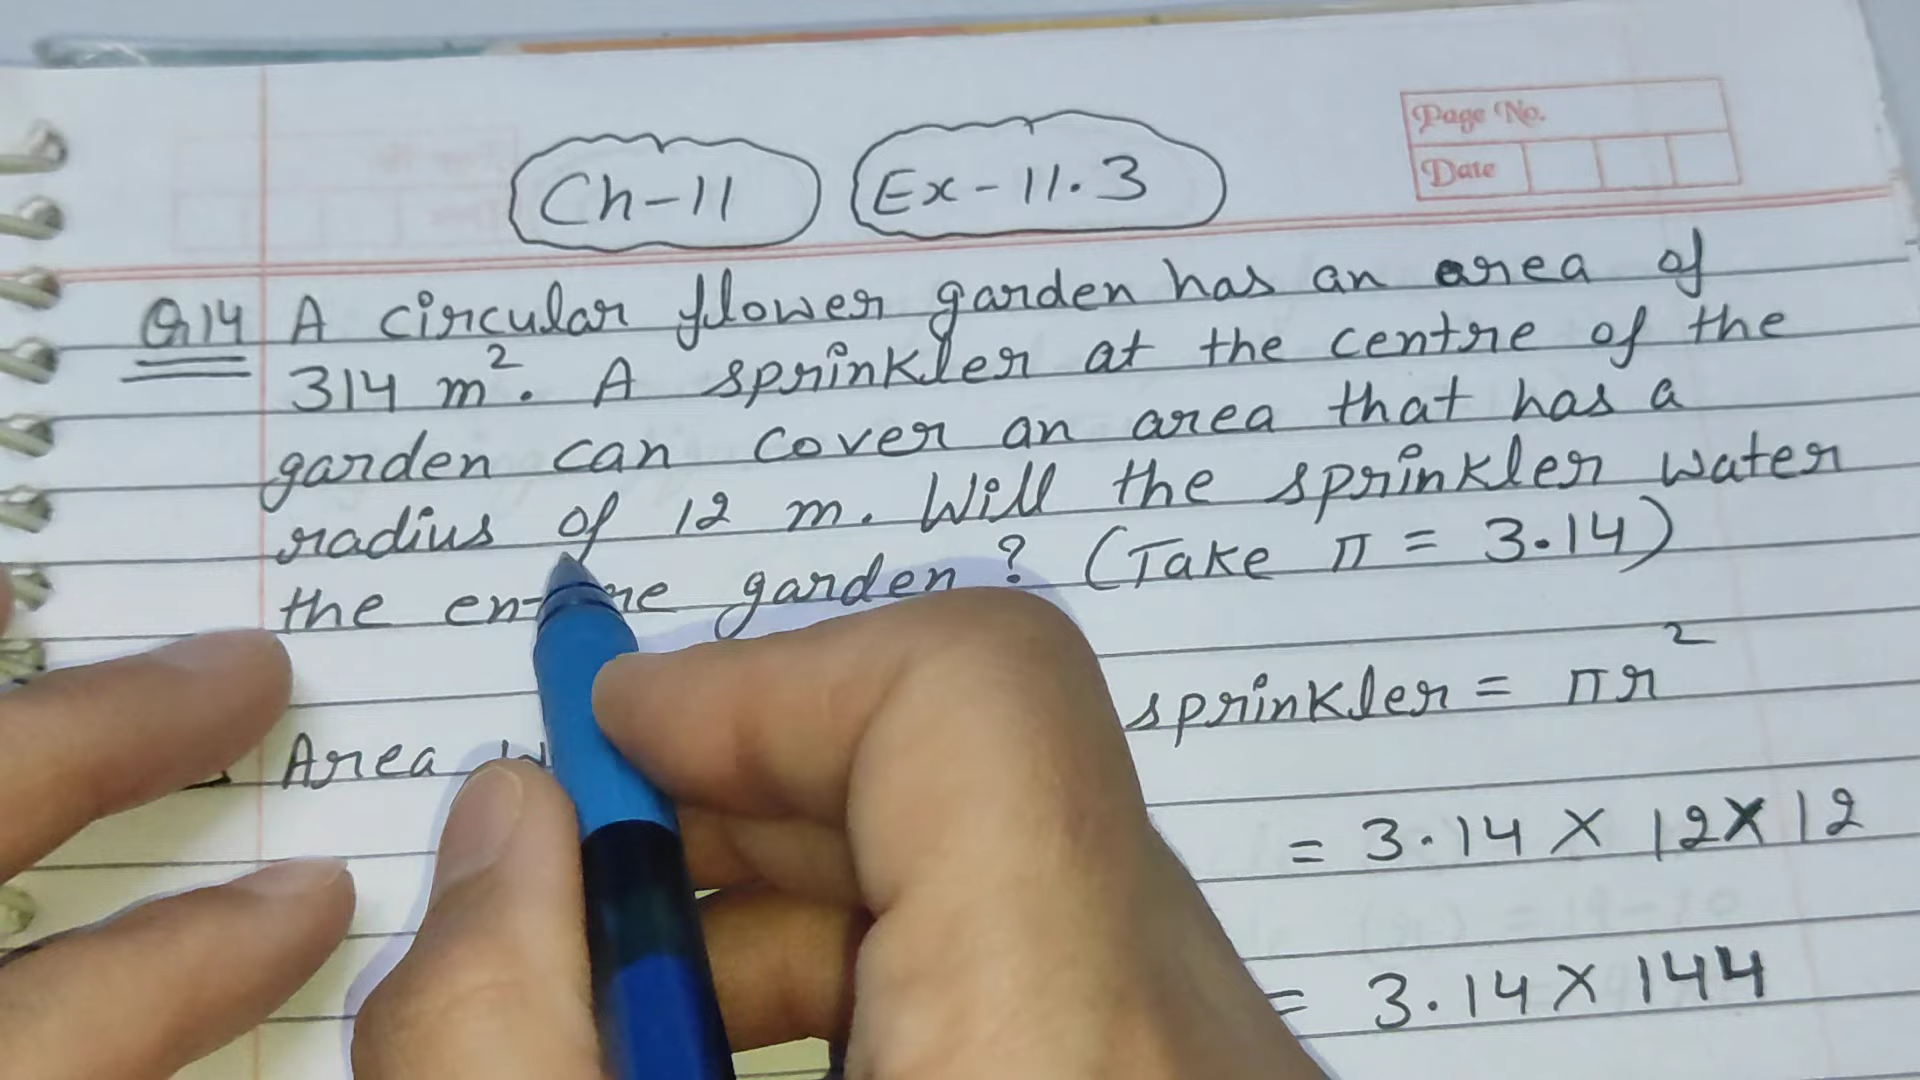 Page No.
Date
Ch-11 Ex-11.3
Q.14 A circular flower garden has an area of
314 m². A sprinkler at the centre of the
garden can cover an area that has a
radius of 12 m. Will the sprinkler water
the garden? (Take π = 3.14)
Area sprinkler = πr²
= 3.14 × 12 × 12
= 3.14 × 144